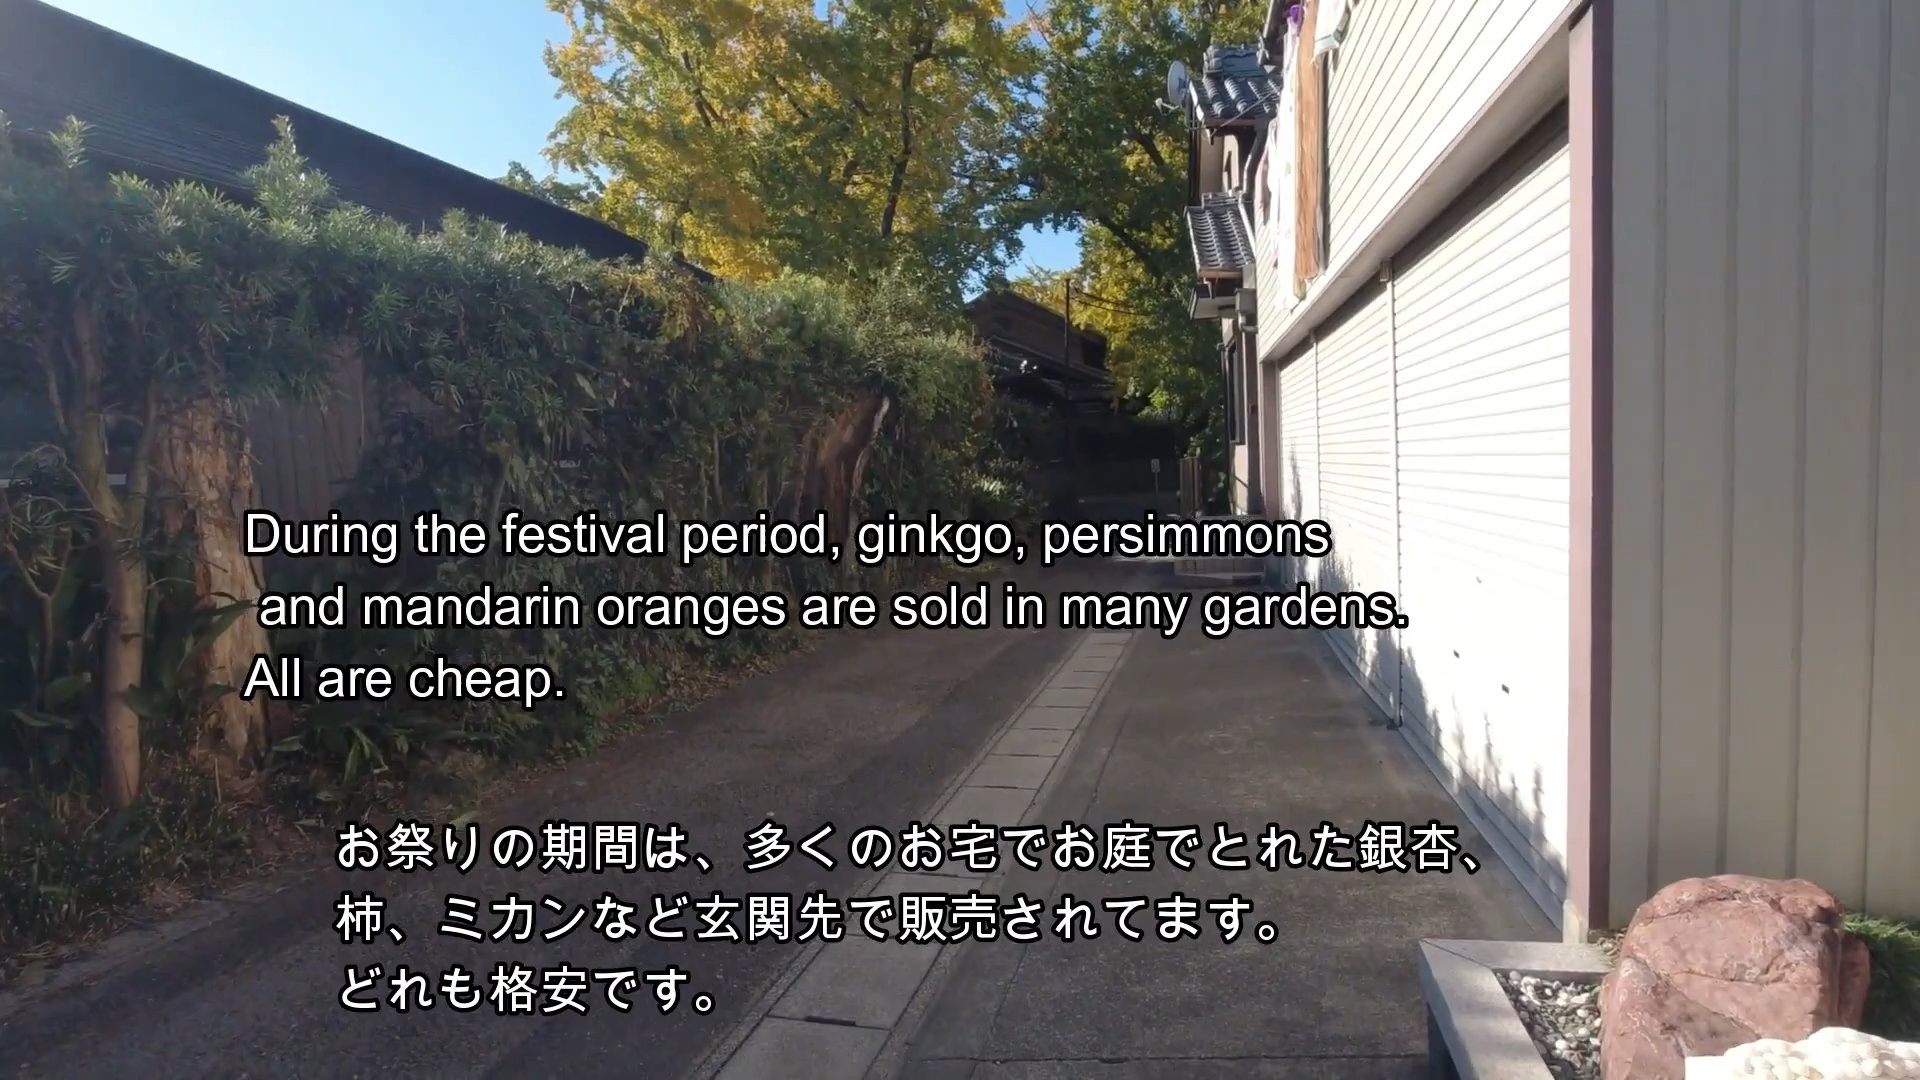 During the festival period, ginkgo, persimmons
and mandarin oranges are sold in many gardens.
All are cheap.
お祭りの期間は、多くのお宅でお庭でとれた銀杏、
柿、ミカンなど玄関先で販売されてます。
どれも格安です。